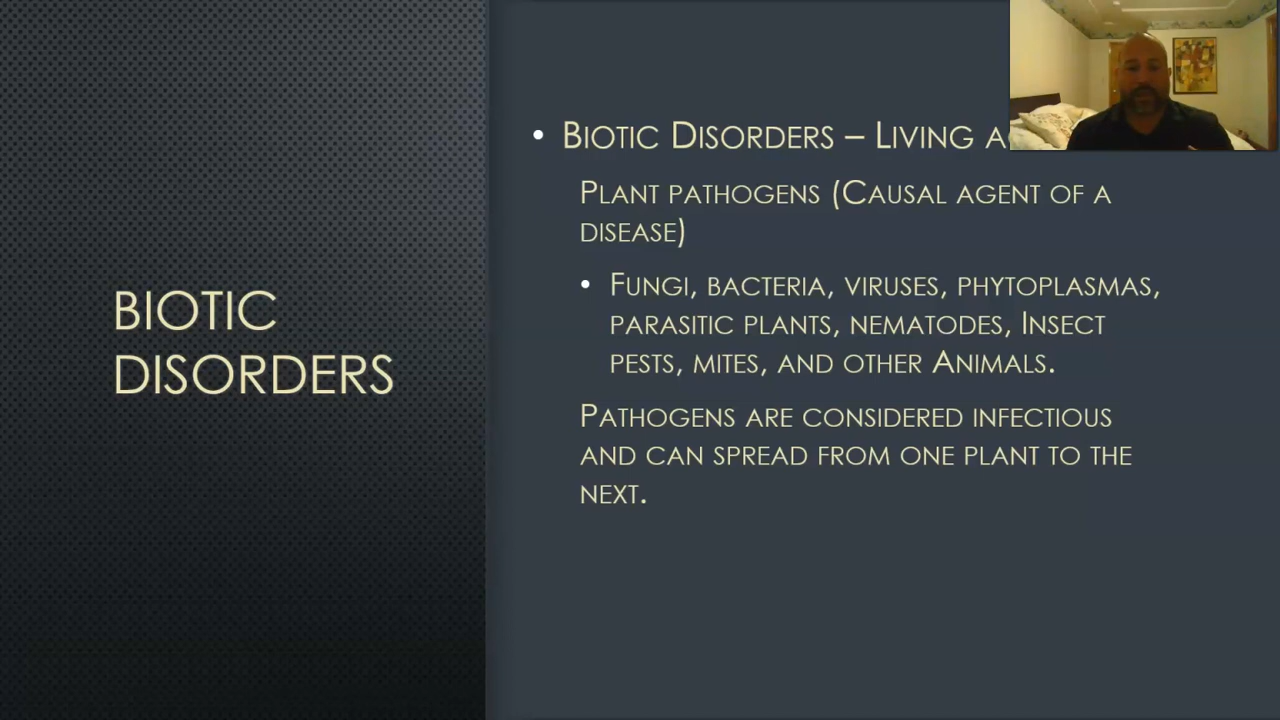 BIOTIC
DISORDERS
• Biotic Disorders – Living
Plant pathogens (Causal agent of a
disease)
• Fungi, bacteria, viruses, phytoplasmas,
parasitic plants, nematodes, Insect
pests, mites, and other Animals.
Pathogens are considered infectious
and can spread from one plant to the
next.